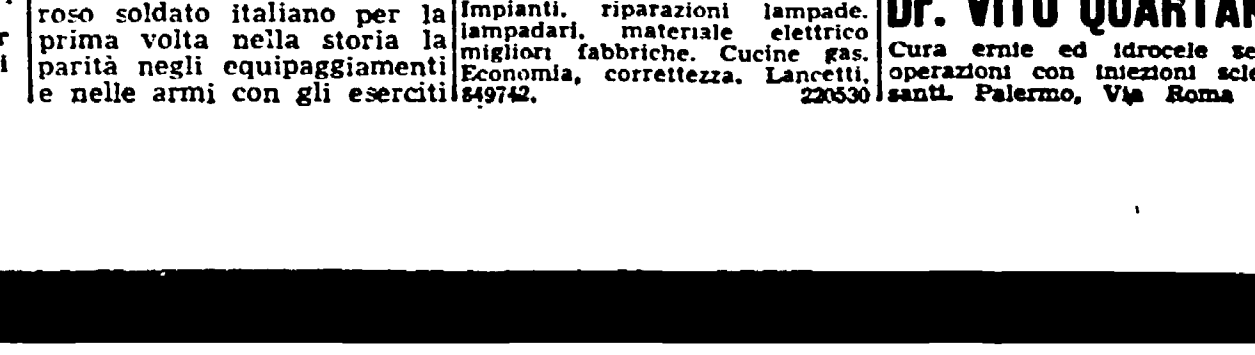 roso soldato italiano per la
prima volta nella storia la
parità negli equipaggiamenti
e nelle armi con gli eserciti
Impianti, riparazioni lampade.
lampadari, materiale elettrico
migliori fabbriche. Cucine gas.
Economia, correttezza. Lancetti,
849742. 220530
Dr. VITO QUARTAR
Cura ernie ed idrocele se
operazioni con iniezioni scle
santi. Palermo, Via Roma